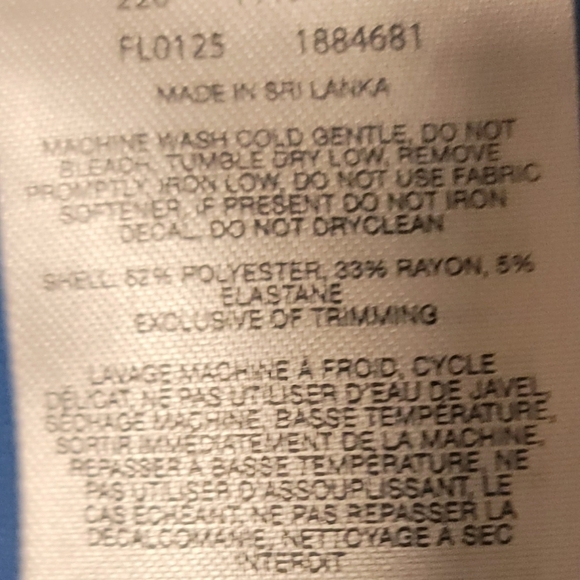 FL0125 1884681
MADE IN SRI LANKA
MACHINE WASH COLD GENTLE, DO NOT
BLEACH, TUMBLE DRY LOW, REMOVE
PROMPTLY, IRON LOW, DO NOT USE FABRIC
SOFTENER, IF PRESENT DO NOT IRON
DECAL, DO NOT DRYCLEAN
SHELL: 62% POLYESTER, 33% RAYON, 5%
ELASTANE
EXCLUSIVE OF TRIMMING
LAVAGE MACHINE À FROID, CYCLE
DÉLICAT, NE PAS UTILISER D'EAU DE JAVEL,
SÉCHAGE MACHINE, BASSE TEMPÉRATURE,
SORTIR IMMÉDIATEMENT DE LA MACHINE,
REPASSER À BASSE TEMPÉRATURE, NE
PAS UTILISER D'ASSOUPLISSANT, LE
CAS ÉCHÉANT, NE PAS REPASSER LA
DÉCALCOMANIE, NETTOYAGE À SEC
INTERDIT